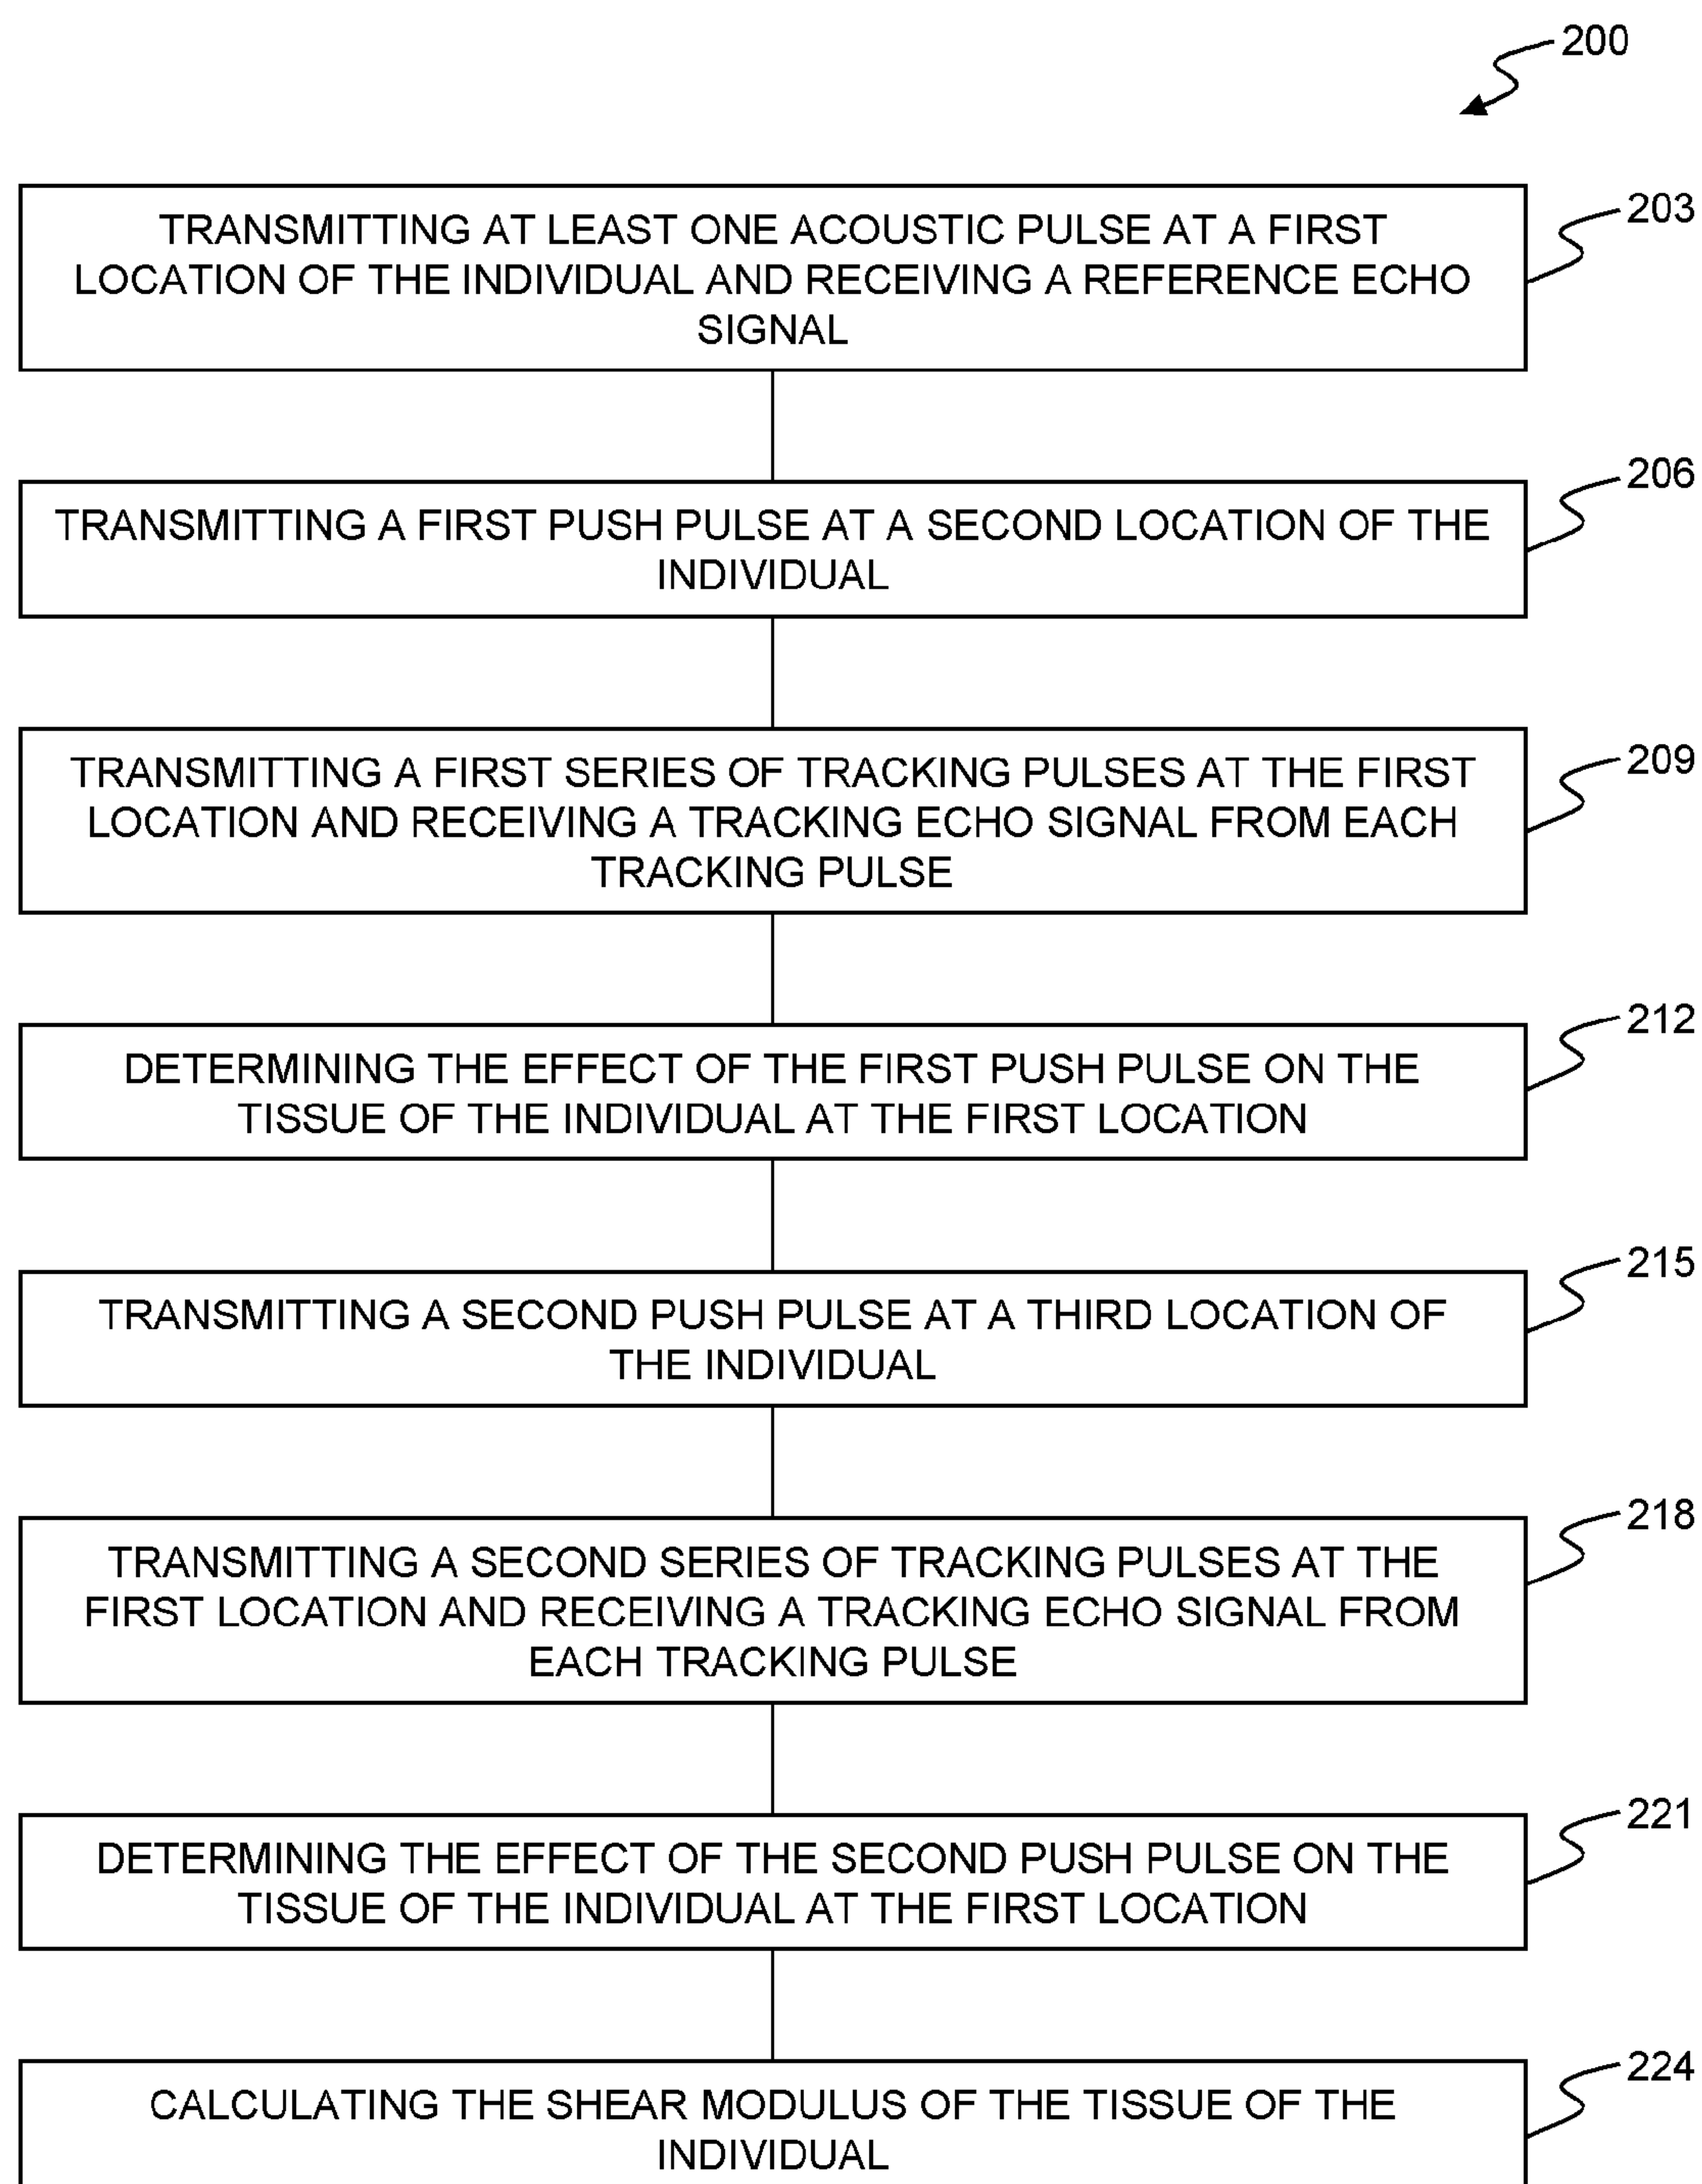 200
203
TRANSMITTING AT LEAST ONE ACOUSTIC PULSE AT A FIRST
LOCATION OF THE INDIVIDUAL AND RECEIVING A REFERENCE ECHO
SIGNAL
206
TRANSMITTING A FIRST PUSH PULSE AT A SECOND LOCATION OF THE
INDIVIDUAL
209
TRANSMITTING A FIRST SERIES OF TRACKING PULSES AT THE FIRST
LOCATION AND RECEIVING A TRACKING ECHO SIGNAL FROM EACH
TRACKING PULSE
212
DETERMINING THE EFFECT OF THE FIRST PUSH PULSE ON THE
TISSUE OF THE INDIVIDUAL AT THE FIRST LOCATION
215
TRANSMITTING A SECOND PUSH PULSE AT A THIRD LOCATION OF
THE INDIVIDUAL
218
TRANSMITTING A SECOND SERIES OF TRACKING PULSES AT THE
FIRST LOCATION AND RECEIVING A TRACKING ECHO SIGNAL FROM
EACH TRACKING PULSE
221
DETERMINING THE EFFECT OF THE SECOND PUSH PULSE ON THE
TISSUE OF THE INDIVIDUAL AT THE FIRST LOCATION
224
CALCULATING THE SHEAR MODULUS OF THE TISSUE OF THE
INDIVIDUAL